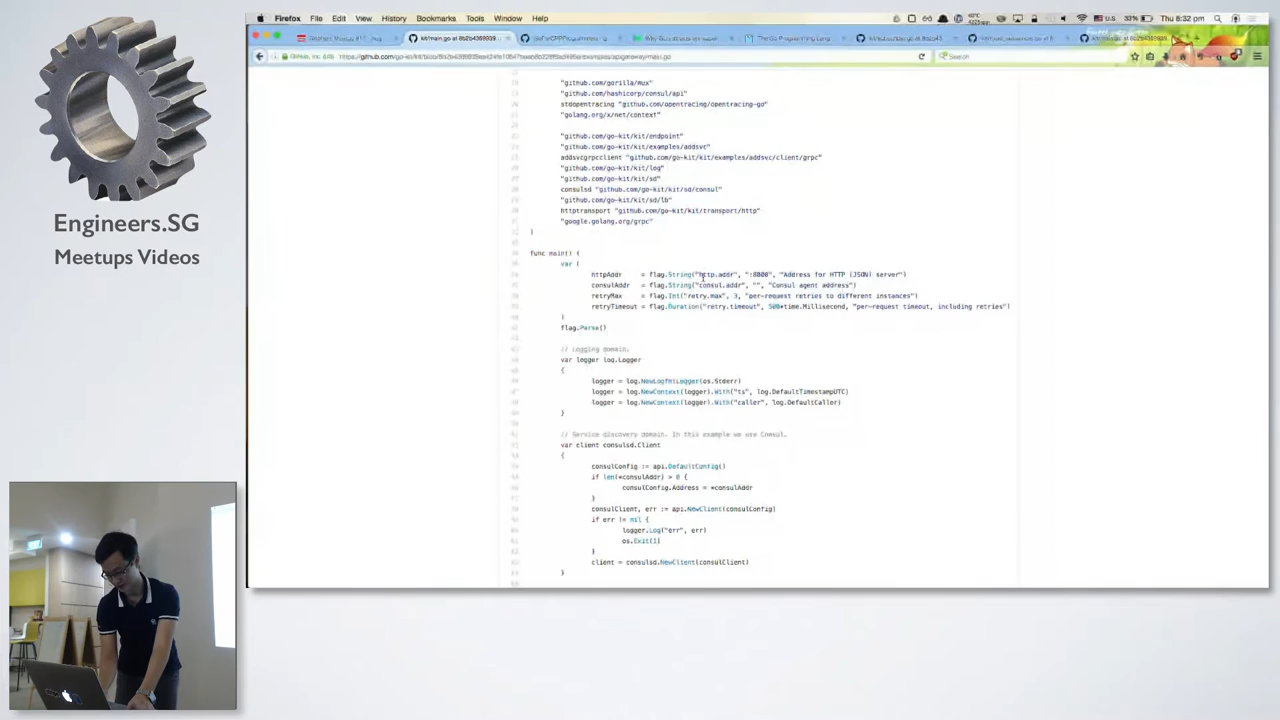 Firefox File Edit View History Bookmarks Tools Window Help
U.S. 33% Thu 8:32 pm
Search
"github.com/gorilla/mux"
"github.com/hashicorp/consul/api"
stdopentracing "github.com/opentracing/opentracing-go"
"golang.org/x/net/context"
"github.com/go-kit/kit/endpoint"
"github.com/go-kit/kit/examples/addsvc"
addsvcgrpcclient "github.com/go-kit/kit/examples/addsvc/client/grpc"
"github.com/go-kit/kit/log"
"github.com/go-kit/kit/sd"
consulsd "github.com/go-kit/kit/sd/consul"
"github.com/go-kit/kit/sd/lb"
httptransport "github.com/go-kit/kit/transport/http"
"google.golang.org/grpc"
)
func main() {
var (
httpAddr = flag.String("http.addr", ":8000", "Address for HTTP (JSON) server")
consulAddr = flag.String("consul.addr", "", "Consul agent address")
retryMax = flag.Int("retry.max", 3, "per-request retries to different instances")
retryTimeout = flag.Duration("retry.timeout", 500*time.Millisecond, "per-request timeout, including retries")
)
flag.Parse()
// Logging domain.
var logger log.Logger
{
logger = log.NewLogfmtLogger(os.Stderr)
logger = log.NewContext(logger).With("ts", log.DefaultTimestampUTC)
logger = log.NewContext(logger).With("caller", log.DefaultCaller)
}
// Service discovery domain. In this example we use Consul.
var client consulsd.Client
{
consulConfig := api.DefaultConfig()
if len(*consulAddr) > 0 {
consulConfig.Address = *consulAddr
}
consulClient, err := api.NewClient(consulConfig)
if err != nil {
logger.Log("err", err)
os.Exit(1)
}
client = consulsd.NewClient(consulClient)
}
Engineers.SG
Meetups Videos